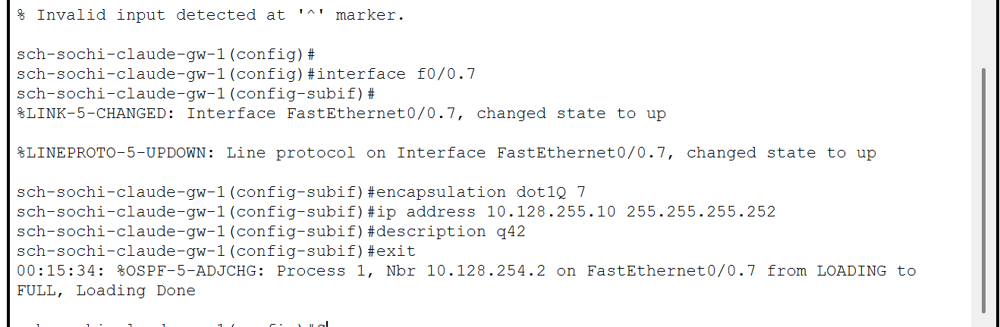 % Invalid input detected at '^' marker.
sch-sochi-claude-gw-1(config)#
sch-sochi-claude-gw-1(config)#interface f0/0.7
sch-sochi-claude-gw-1(config-subif)#
%LINK-5-CHANGED: Interface FastEthernet0/0.7, changed state to up
%LINEPROTO-5-UPDOWN: Line protocol on Interface FastEthernet0/0.7, changed state to up
sch-sochi-claude-gw-1(config-subif)#encapsulation dot1Q 7
sch-sochi-claude-gw-1(config-subif)#ip address 10.128.255.10 255.255.255.252
sch-sochi-claude-gw-1(config-subif)#description q42
sch-sochi-claude-gw-1(config-subif)#exit
00:15:34: %OSPF-5-ADJCHG: Process 1, Nbr 10.128.254.2 on FastEthernet0/0.7 from LOADING to
FULL, Loading Done